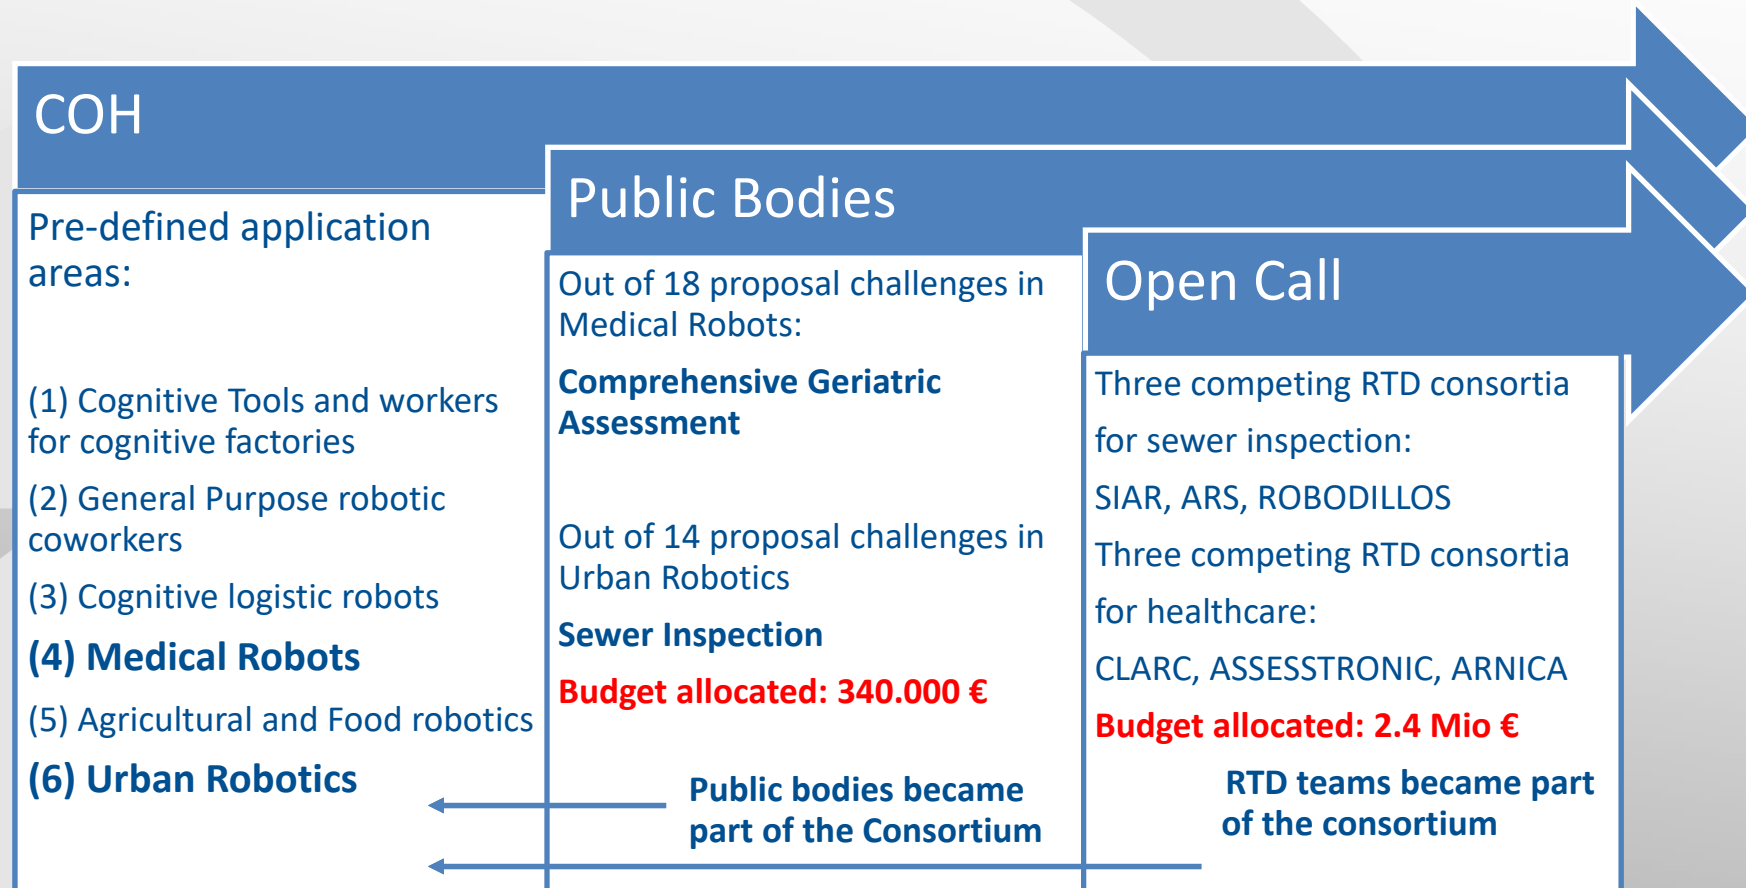 COH
Pre-defined application
areas:
(1) Cognitive Tools and workers
for cognitive factories
(2) General Purpose robotic
coworkers
(3) Cognitive logistic robots
(4) Medical Robots
(5) Agricultural and Food robotics
(6) Urban Robotics
Public Bodies
Out of 18 proposal challenges in
Medical Robots:
Comprehensive Geriatric
Assessment
Out of 14 proposal challenges in
Urban Robotics
Sewer Inspection
Budget allocated: 340.000 €
Public bodies became
part of the Consortium
Open Call
Three competing RTD consortia
for sewer inspection:
SIAR, ARS, ROBODILLOS
Three competing RTD consortia
for healthcare:
CLARC, ASSESSTRONIC, ARNICA
Budget allocated: 2.4 Mio €
RTD teams became part
of the consortium